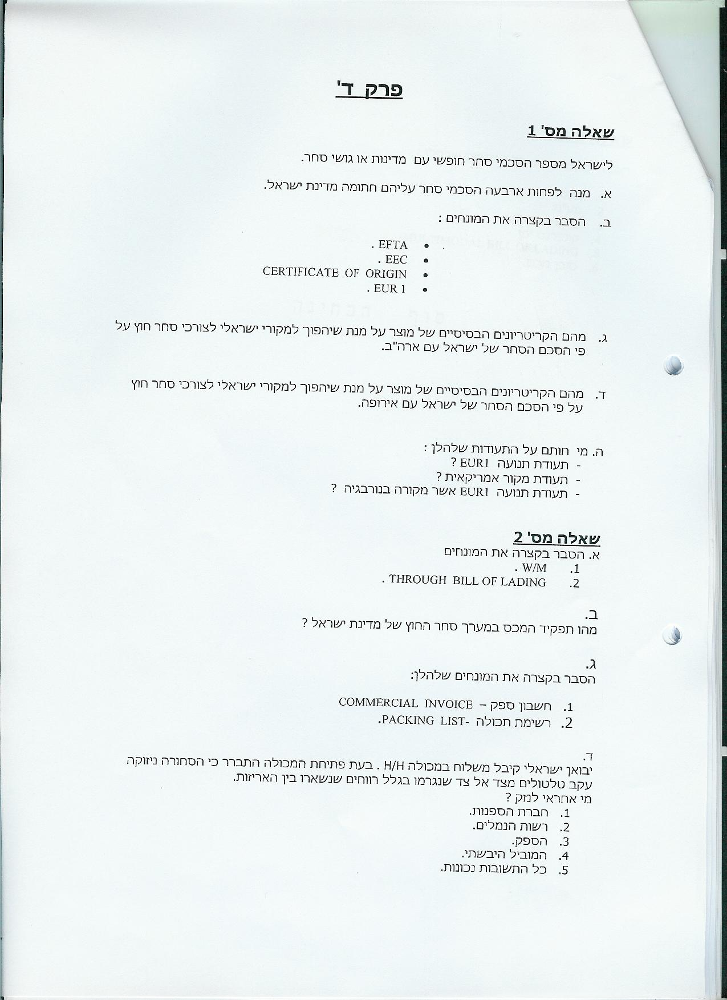 פרק ד'
שאלה מס' 1
לישראל מספר הסכמי סחר חופשי עם מדינות או גושי סחר.
א. מנה לפחות ארבעה הסכמי סחר עליהם חתומה מדינת ישראל.
ב. הסבר בקצרה את המונחים :
• EFTA .
• EEC .
• CERTIFICATE OF ORIGIN
• EUR 1 .
ג. מהם הקריטריונים הבסיסיים של מוצר על מנת שיהפוך למקורי ישראלי לצורכי סחר חוץ על
פי הסכם הסחר של ישראל עם ארה"ב.
ד. מהם הקריטריונים הבסיסיים של מוצר על מנת שיהפוך למקורי ישראלי לצורכי סחר חוץ
על פי הסכם הסחר של ישראל עם אירופה.
ה. מי חותם על התעודות שלהלן :
- תעודת תנועה EUR1 ?
- תעודת מקור אמריקאית ?
- תעודת תנועה EUR1 אשר מקורה בנורבגיה ?
שאלה מס' 2
א. הסבר בקצרה את המונחים
1. W/M .
2. THROUGH BILL OF LADING .
ב.
מהו תפקיד המכס במערך סחר החוץ של מדינת ישראל ?
ג.
הסבר בקצרה את המונחים שלהלן:
1. חשבון ספק – COMMERCIAL INVOICE
2. רשימת תכולה -PACKING LIST.
ד.
יבואן ישראלי קיבל משלוח במכולה H/H . בעת פתיחת המכולה התברר כי הסחורה ניזוקה
עקב טלטולים מצד אל צד שנגרמו בגלל רווחים שנשארו בין האריזות.
מי אחראי לנזק ?
1. חברת הספנות.
2. רשות הנמלים.
3. הספק.
4. המוביל היבשתי.
5. כל התשובות נכונות.